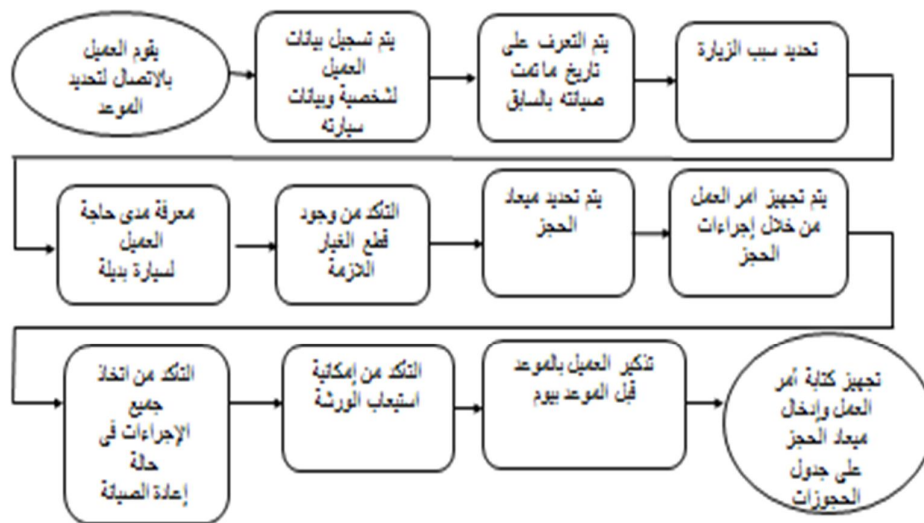 يقوم العميل
بالاتصال لتحديد
الموعد
يتم تسجيل بيانات
العميل
لشخصية وبيانات
سيارته
يتم التعرف على
تاريخ ما تمت
صيانته بالسابق
تحديد سبب الزيارة
معرفة مدى حاجة
العميل
لسيارة بديلة
التأكد من وجود
قطع الغيار
اللازمة
يتم تحديد ميعاد
الحجز
يتم تجهيز امر العمل
من خلال إجراءات
الحجز
التأكد من اتخاذ
جميع
الإجراءات فى
حالة
إعادة الصيانة
التأكد من إمكانية
استيعاب الورشة
تذكير العميل بالموعد
قبل الموعد بيوم
تجهيز كتابة أمر
العمل وإدخال
ميعاد الحجز
على جدول
الحجوزات